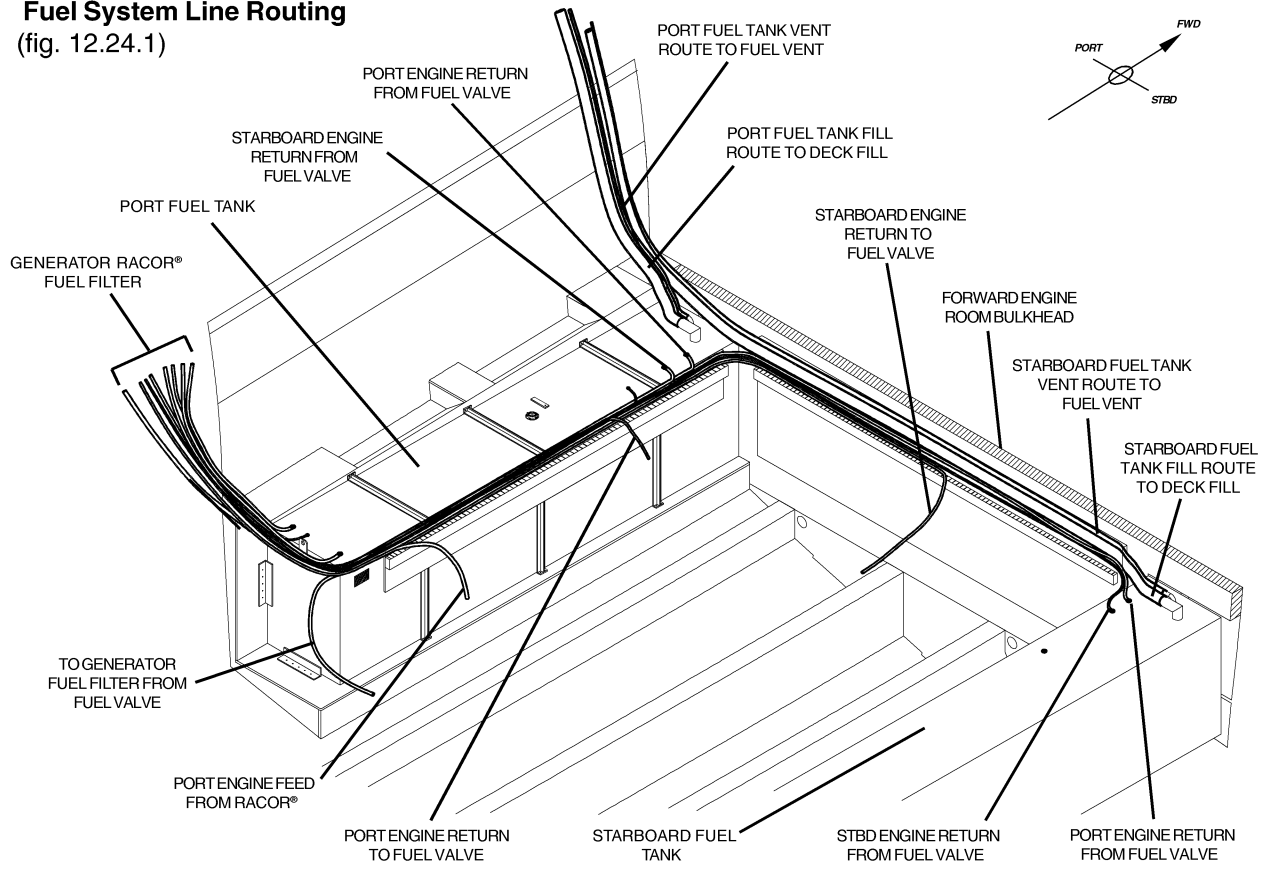 Fuel System Line Routing
(fig. 12.24.1)
PORT FUEL TANK VENT
ROUTE TO FUEL VENT
FWD
PORT
STBD
PORT ENGINE RETURN
FROM FUEL VALVE
STARBOARD ENGINE
RETURN FROM
FUEL VALVE
PORT FUEL TANK FILL
ROUTE TO DECK FILL
PORT FUEL TANK
STARBOARD ENGINE
RETURN TO
FUEL VALVE
GENERATOR RACOR®
FUEL FILTER
FORWARD ENGINE
ROOM BULKHEAD
STARBOARD FUEL TANK
VENT ROUTE TO
FUEL VENT
STARBOARD FUEL
TANK FILL ROUTE
TO DECK FILL
TO GENERATOR
FUEL FILTER FROM
FUEL VALVE
PORT ENGINE FEED
FROM RACOR®
PORT ENGINE RETURN
TO FUEL VALVE
STARBOARD FUEL
TANK
STBD ENGINE RETURN
FROM FUEL VALVE
PORT ENGINE RETURN
FROM FUEL VALVE